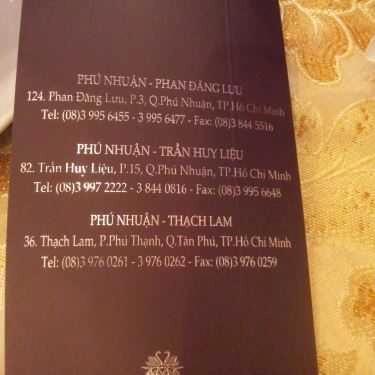 PHÚ NHUẬN - PHAN ĐĂNG LƯU
124. Phan Đăng Lưu, P.3, Q.Phú Nhuận, TP.Hồ Chí Minh
Tel: (08)3 995 6455 - 3 995 6477 - Fax: (08)3 844 5516
PHÚ NHUẬN - TRẦN HUY LIỆU
82. Trần Huy Liệu, P.15, Q.Phú Nhuận, TP.Hồ Chí Minh
Tel: (08)3 997 2222 - 3 844 0816 - Fax: (08)3 995 6648
PHÚ NHUẬN - THẠCH LAM
36. Thạch Lam, P.Phú Thạnh, Q.Tân Phú, TP.Hồ Chí Minh
Tel: (08)3 976 0261 - 3 976 0262 - Fax: (08)3 976 0259